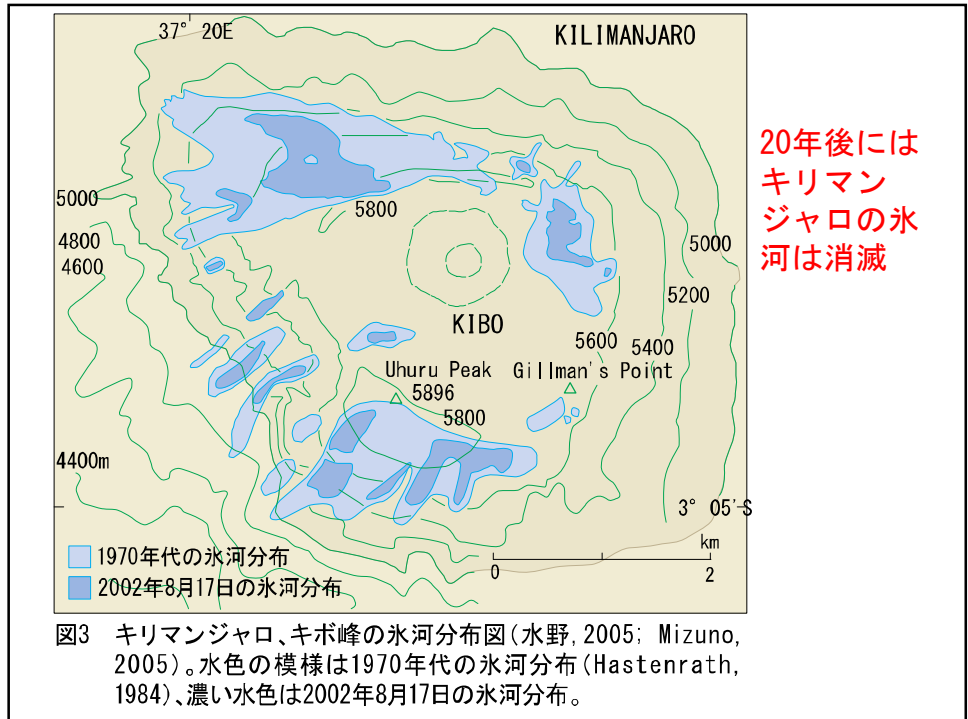 37° 20E
KILIMANJARO
20年後には
キリマン
ジャロの氷
河は消滅
5000
4800
4600
5800
5000
5200
KIBO
5600
5400
Uhuru Peak
Gillman's Point
5896
5800
4400m
3° 05'S
km
0
2
1970年代の氷河分布
2002年8月17日の氷河分布
図3 キリマンジャロ、キボ峰の氷河分布図(水野, 2005; Mizuno,
2005)。水色の模様は1970年代の氷河分布(Hastenrath,
1984)、濃い水色は2002年8月17日の氷河分布。